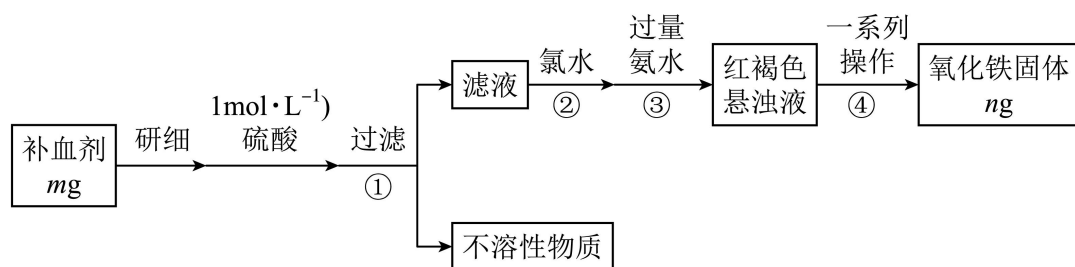 补血剂
mg
研细
1mol·L⁻¹)
硫酸
过滤
①
滤液
氯水
②
过量
氨水
③
红褐色
悬浊液
一系列
操作
④
氧化铁固体
ng
不溶性物质